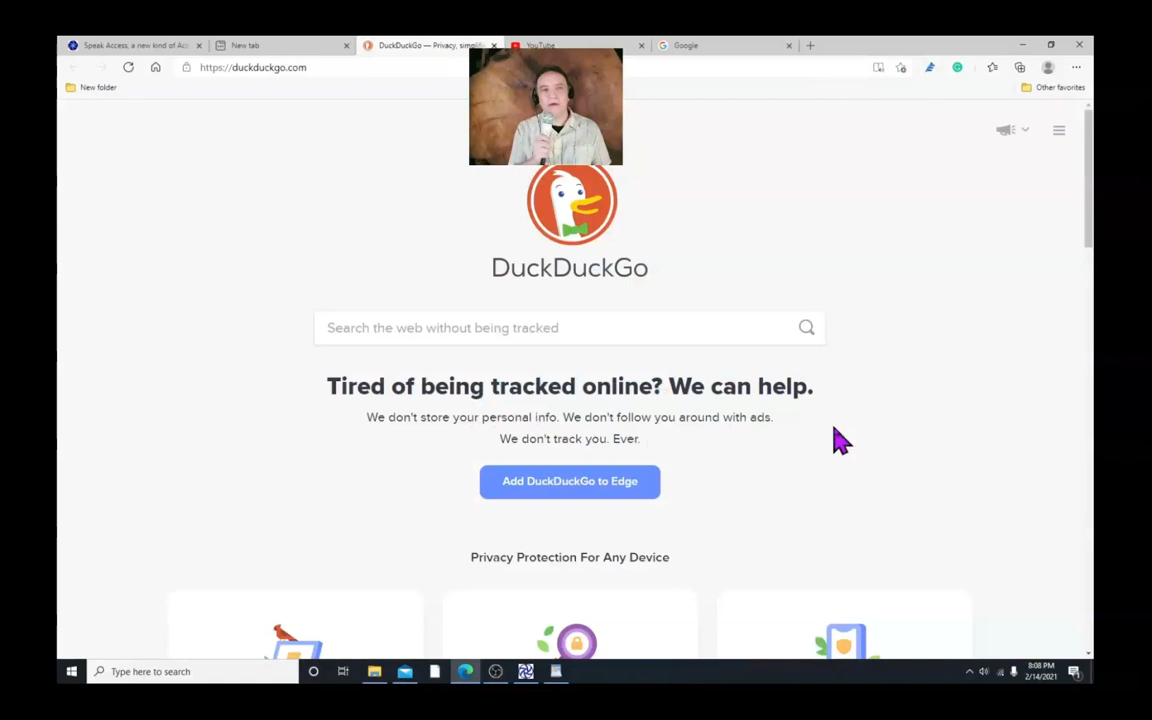 Speak Access, a new kind of Acc
New tab
DuckDuckGo — Privacy, simplifie
YouTube
Google
https://duckduckgo.com
New folder
Other favorites
DuckDuckGo
Search the web without being tracked
Tired of being tracked online? We can help.
We don't store your personal info. We don't follow you around with ads.
We don't track you. Ever.
Add DuckDuckGo to Edge
Privacy Protection For Any Device
Type here to search
8:08 PM
2/14/2021